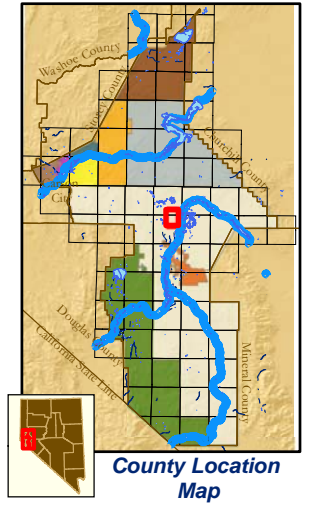 Washoe County
Storey County
Churchill County
Carson
City
Douglas County
California State Line
Mineral County
County Location
Map